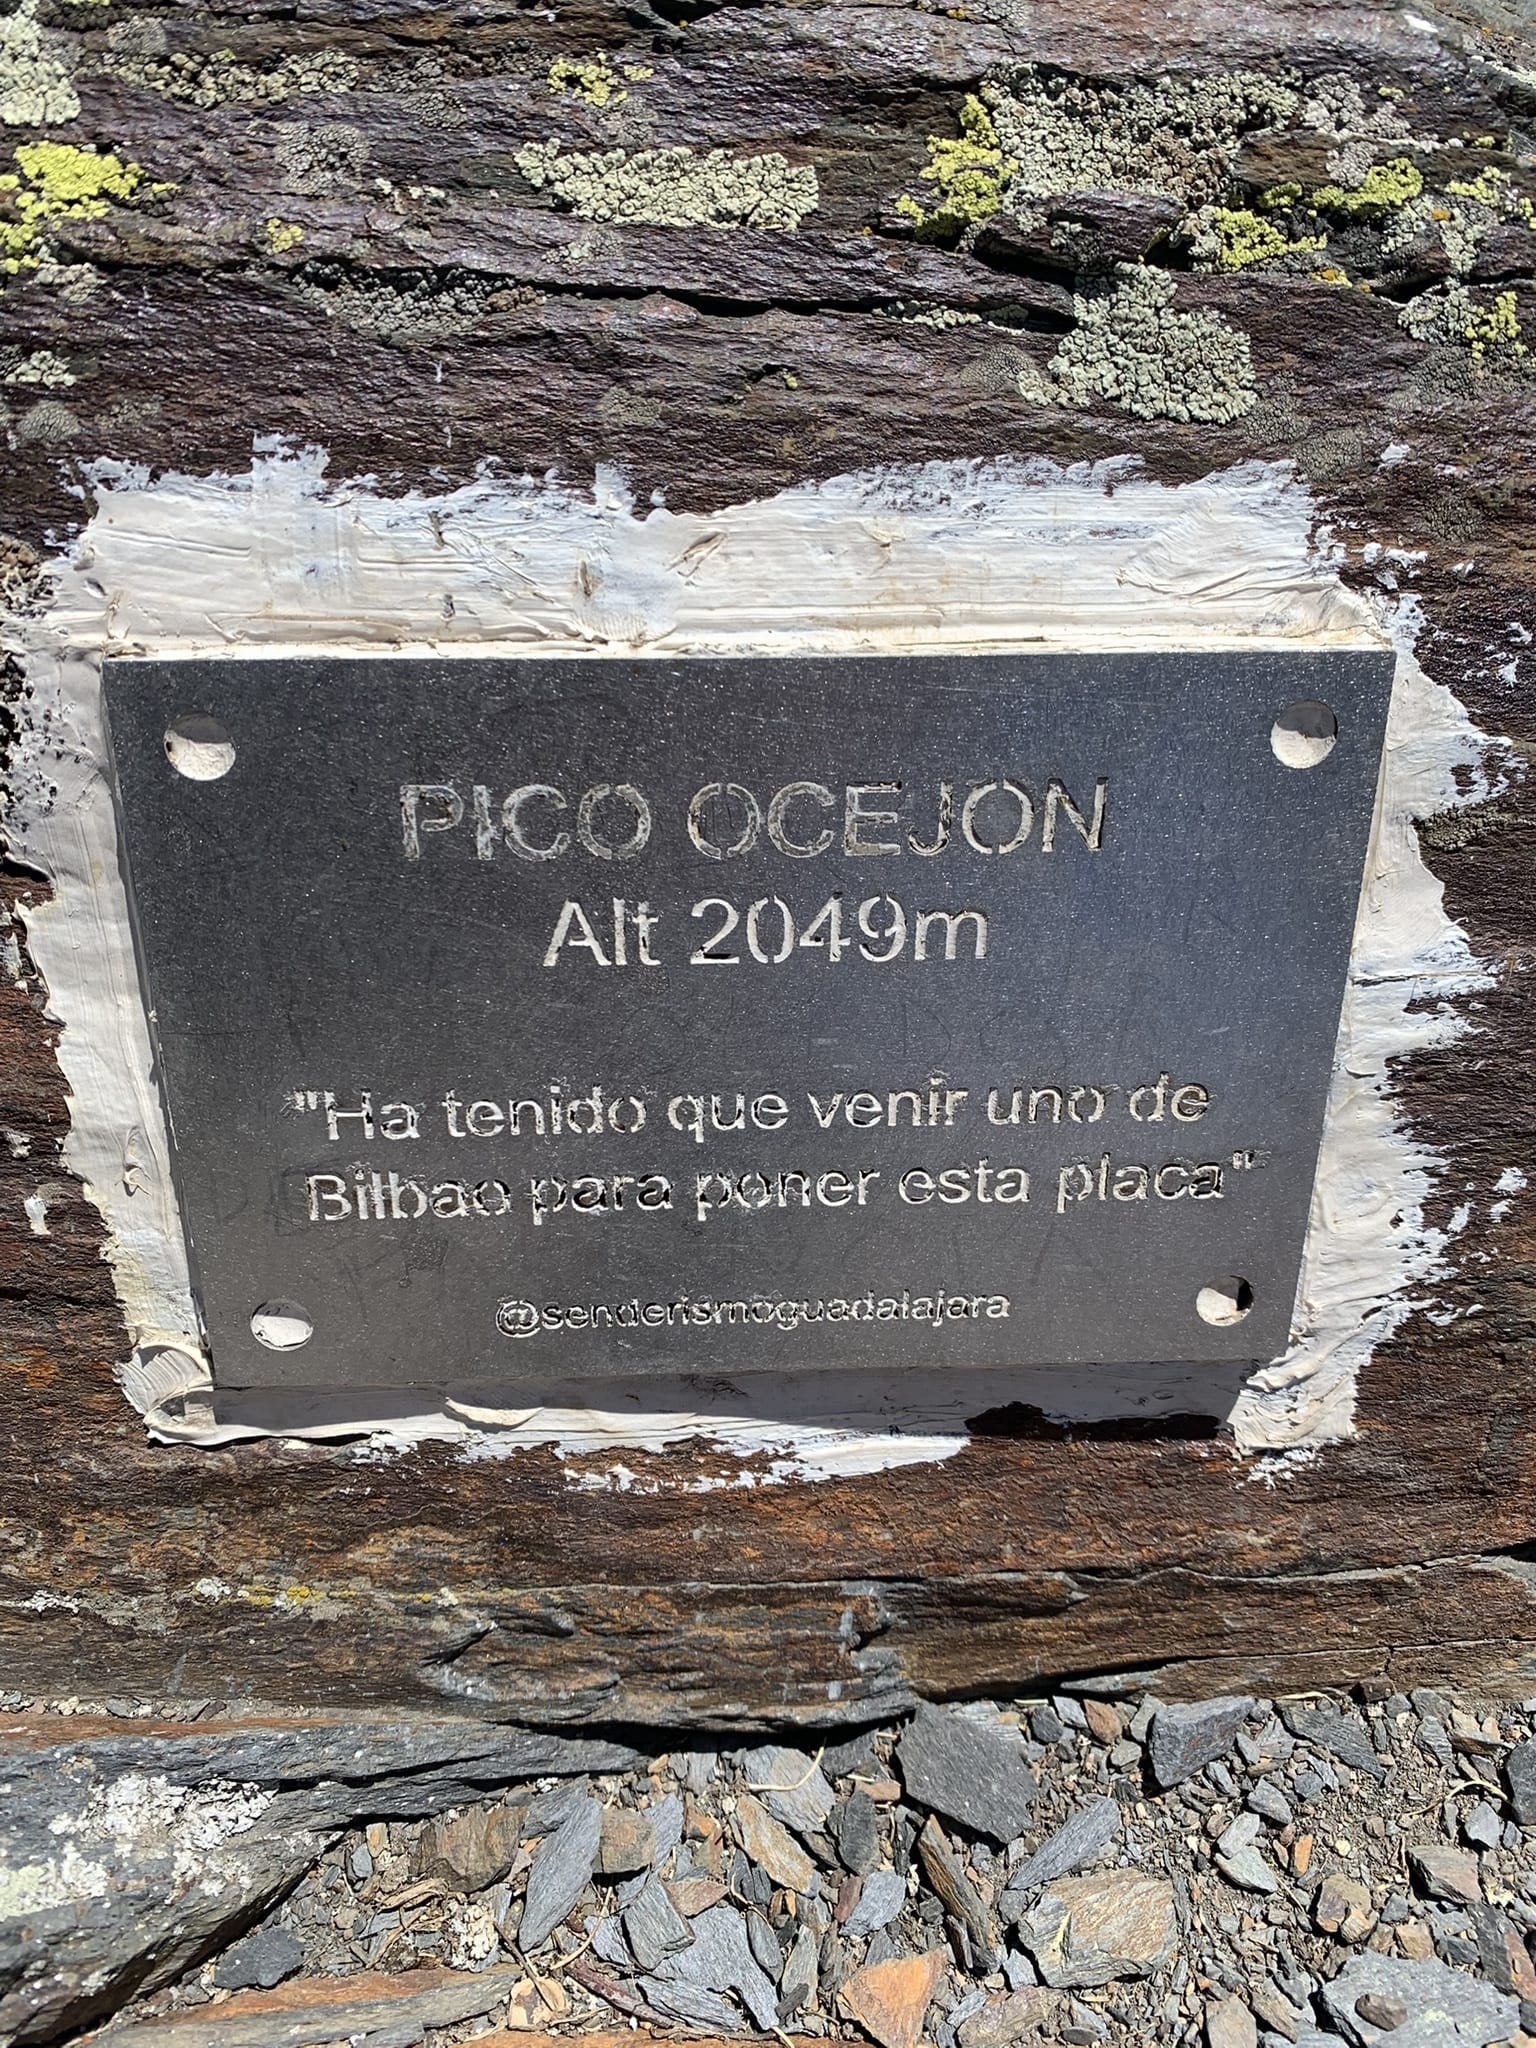 PICO OCEJON
Alt 2049m
"Ha tenido que venir uno de
Bilbao para poner esta placa"
@senderismoguadalajara